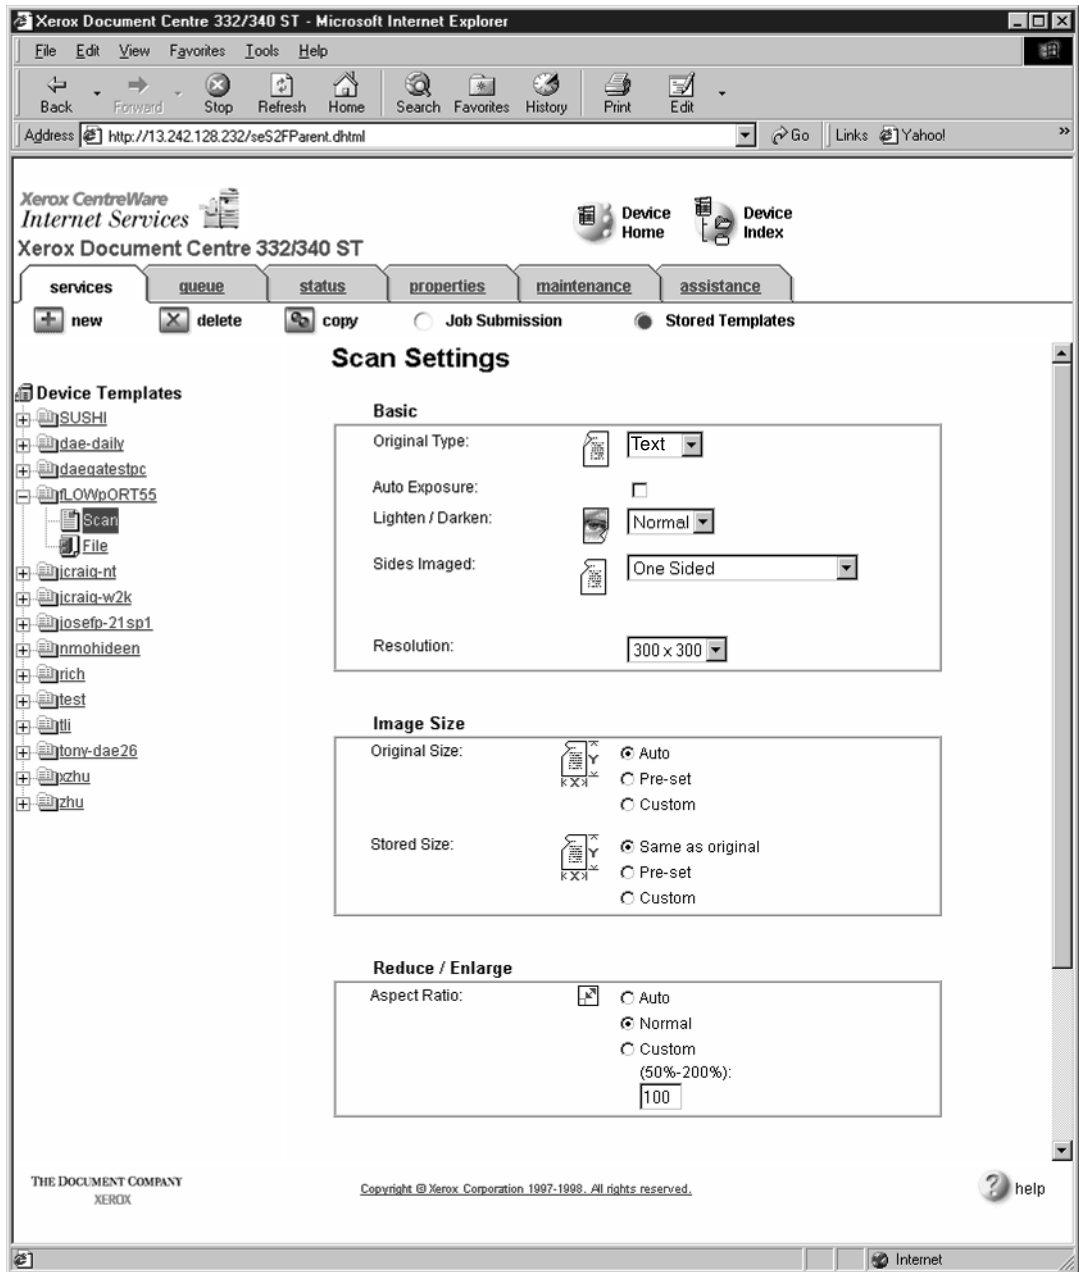 Xerox Document Centre 332/340 ST - Microsoft Internet Explorer
File Edit View Favorites Tools Help
Back Forward Stop Refresh Home Search Favorites History Print Edit
Address http://13.242.128.232/seS2FParent.dhtml Go Links Yahoo! »
Xerox CentreWare
Internet Services
Xerox Document Centre 332/340 ST
Device Home
Device Index
services queue status properties maintenance assistance
new delete copy Job Submission Stored Templates
Device Templates
SUSHI
dae-daily
daeqatestpc
fLOWpORT55
Scan
File
jcraig-nt
jcraig-w2k
josefp-21sp1
nmohideen
rich
test
tli
tony-dae26
xzhu
zhu
Scan Settings
Basic
Original Type: Text
Auto Exposure:
Lighten / Darken: Normal
Sides Imaged: One Sided
Resolution: 300 x 300
Image Size
Original Size: Auto
Y
X
Pre-set
Custom
Stored Size: Same as original
Y
X
Pre-set
Custom
Reduce / Enlarge
Aspect Ratio: Auto
Normal
Custom
(50%-200%):
100
THE DOCUMENT COMPANY
XEROX
Copyright © Xerox Corporation 1997-1998. All rights reserved.
? help
Internet